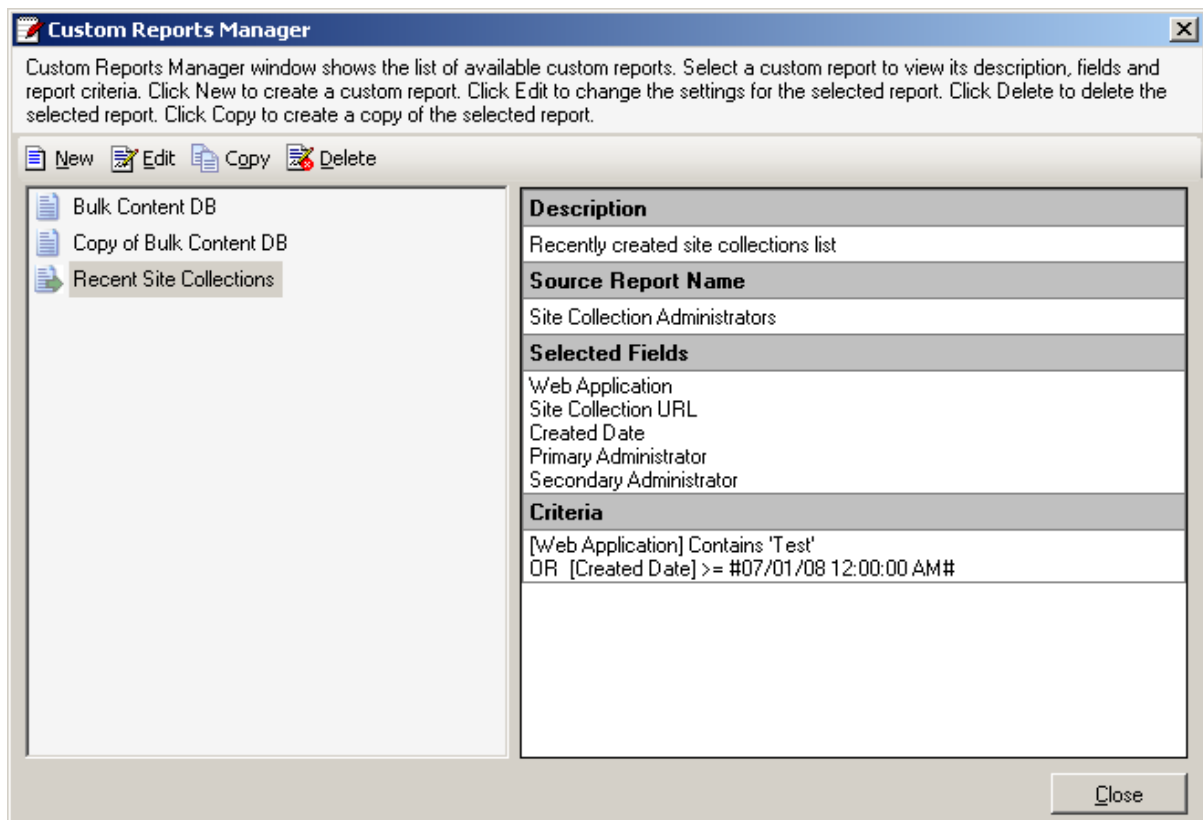 Custom Reports Manager
Custom Reports Manager window shows the list of available custom reports. Select a custom report to view its description, fields and
report criteria. Click New to create a custom report. Click Edit to change the settings for the selected report. Click Delete to delete the
selected report. Click Copy to create a copy of the selected report.
New Edit Copy Delete
Bulk Content DB
Copy of Bulk Content DB
Recent Site Collections
Description
Recently created site collections list
Source Report Name
Site Collection Administrators
Selected Fields
Web Application
Site Collection URL
Created Date
Primary Administrator
Secondary Administrator
Criteria
[Web Application] Contains 'Test'
OR [Created Date] >= #07/01/08 12:00:00 AM#
Close